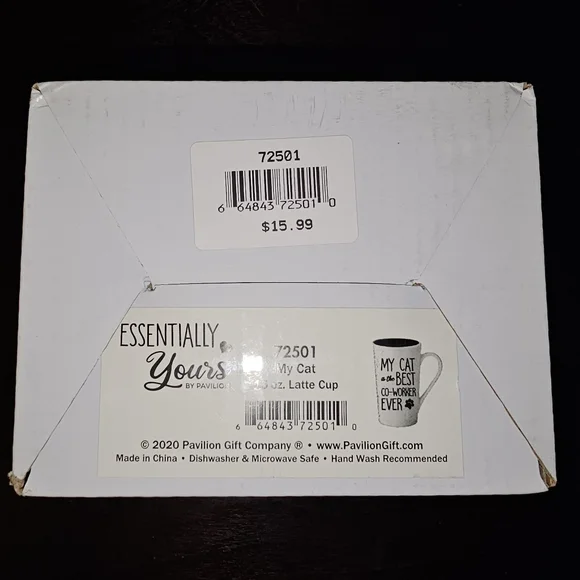 72501
6 64843 72501 0
$15.99
ESSENTIALLY
Yours
BY PAVILIO
72501
My Cat
oz. Latte Cup
6 64843 72501 0
MY CAT
is the BEST
CO-WORKER
EVER
© 2020 Pavilion Gift Company ® • www.PavilionGift.com
Made in China • Dishwasher & Microwave Safe • Hand Wash Recommended